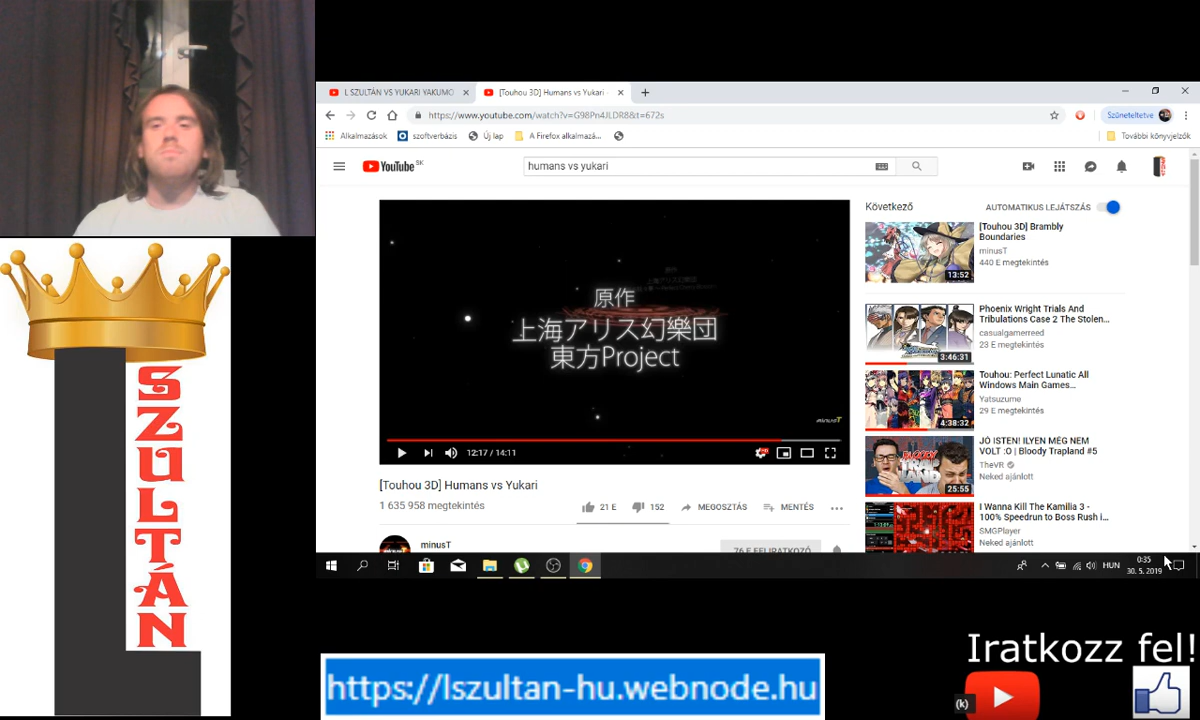 L SZULTÁN VS YUKARI YAKUMO
[Touhou 3D] Humans vs Yukari
https://www.youtube.com/watch?v=G98Pn4JLDR8&t=672s
Szüneteltetve
Alkalmazások
szoftverbázis
Új lap
A Firefox alkalmazá...
További könyvjelzők
YouTube SK
humans vs yukari
原作
上海アリス幻樂団
東方Project
minusT
12:17 / 14:11
[Touhou 3D] Humans vs Yukari
1 635 958 megtekintés
21 E
152
MEGOSZTÁS
MENTÉS
minusT
76 E FELIRATKOZÓ
Következő
AUTOMATIKUS LEJÁTSZÁS
[Touhou 3D] Brambly
Boundaries
minusT
440 E megtekintés
13:52
Phoenix Wright Trials And
Tribulations Case 2 The Stolen...
casualgamerreed
23 E megtekintés
3:46:31
Touhou: Perfect Lunatic All
Windows Main Games...
Yatsuzume
29 E megtekintés
4:38:32
JÓ ISTEN! ILYEN MÉG NEM
VOLT :O | Bloody Trapland #5
TheVR
Neked ajánlott
BLOODY
TRAP
LAND
25:55
I Wanna Kill The Kamilia 3 -
100% Speedrun to Boss Rush i...
SMGPlayer
Neked ajánlott
HUN
0:35
30. 5. 2019
L
SZULTÁN
https://lszultan-hu.webnode.hu
Iratkozz fel!
(k)